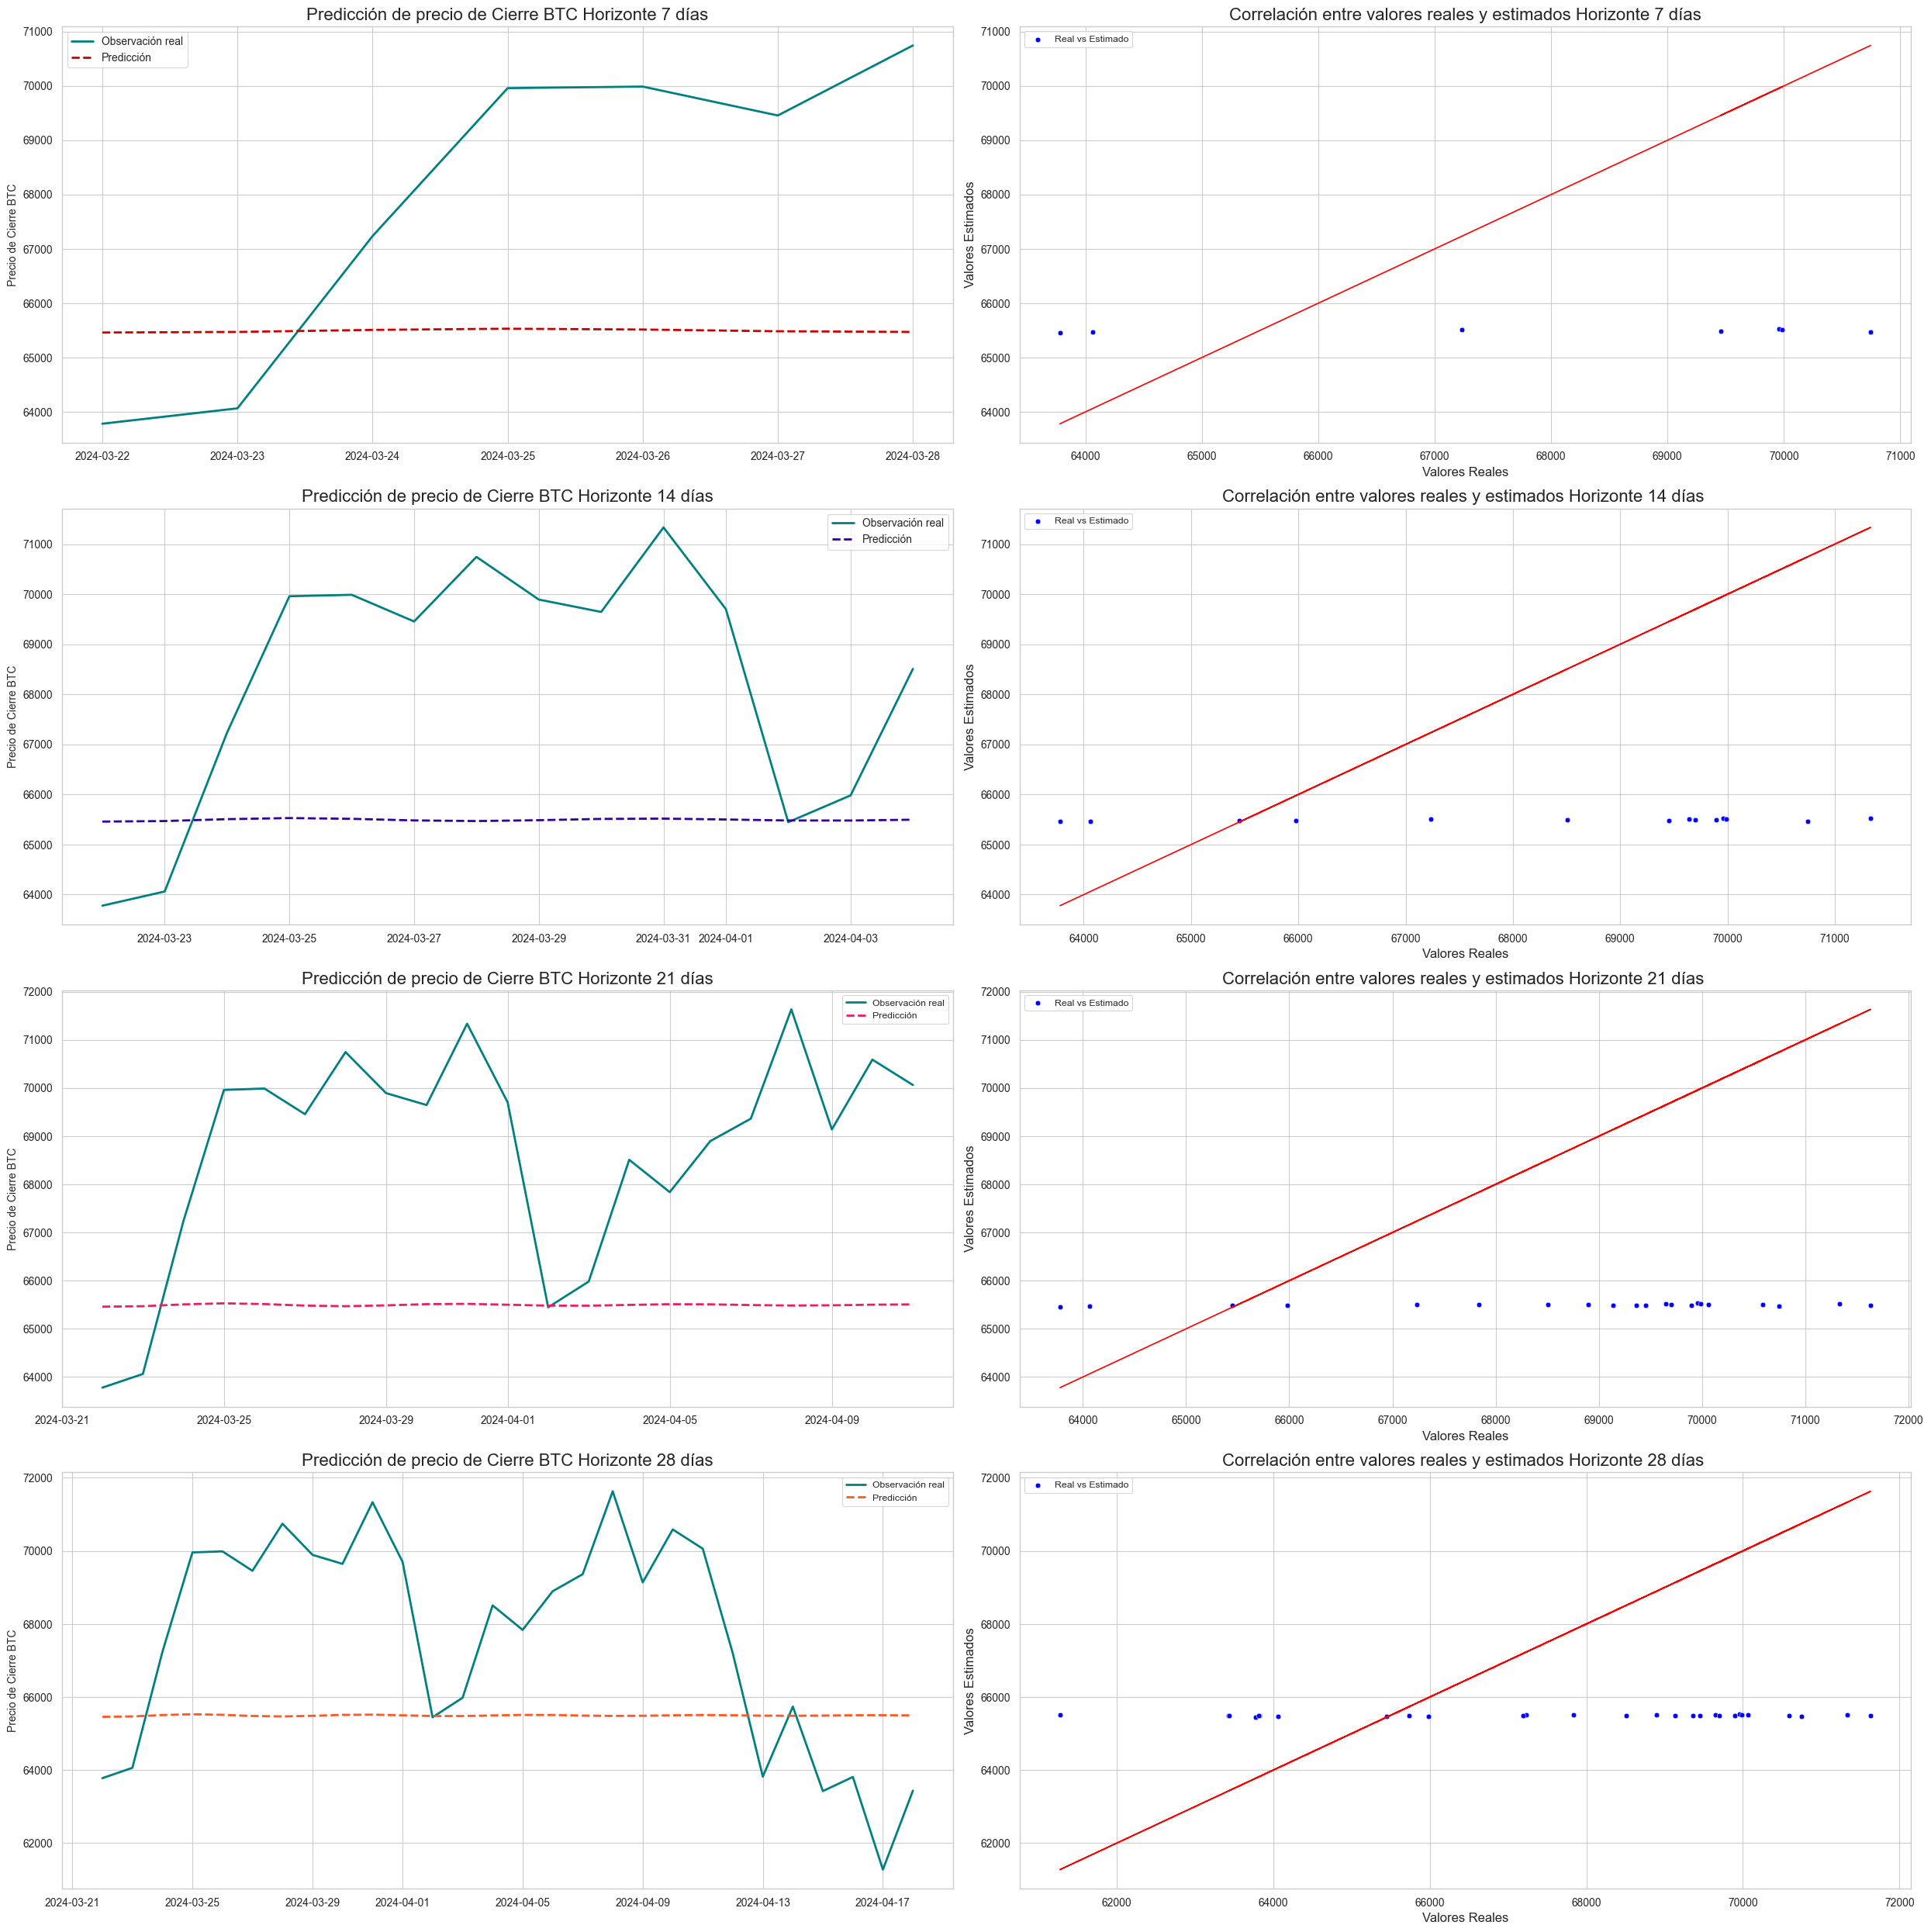 Predicción de precio de Cierre BTC Horizonte 7 días
Precio de Cierre BTC
71000
70000
69000
68000
67000
66000
65000
64000
Observación real
Predicción
2024-03-22 2024-03-23 2024-03-24 2024-03-25 2024-03-26 2024-03-27 2024-03-28
Correlación entre valores reales y estimados Horizonte 7 días
Valores Estimados
71000
70000
69000
68000
67000
66000
65000
64000
Real vs Estimado
64000 65000 66000 67000 68000 69000 70000 71000
Valores Reales
Predicción de precio de Cierre BTC Horizonte 14 días
Precio de Cierre BTC
71000
70000
69000
68000
67000
66000
65000
64000
Observación real
Predicción
2024-03-23 2024-03-25 2024-03-27 2024-03-29 2024-03-31 2024-04-01 2024-04-03
Correlación entre valores reales y estimados Horizonte 14 días
Valores Estimados
71000
70000
69000
68000
67000
66000
65000
64000
Real vs Estimado
64000 65000 66000 67000 68000 69000 70000 71000
Valores Reales
Predicción de precio de Cierre BTC Horizonte 21 días
Precio de Cierre BTC
72000
71000
70000
69000
68000
67000
66000
65000
64000
Observación real
Predicción
2024-03-21 2024-03-25 2024-03-29 2024-04-01 2024-04-05 2024-04-09
Correlación entre valores reales y estimados Horizonte 21 días
Valores Estimados
72000
71000
70000
69000
68000
67000
66000
65000
64000
Real vs Estimado
64000 65000 66000 67000 68000 69000 70000 71000 72000
Valores Reales
Predicción de precio de Cierre BTC Horizonte 28 días
Precio de Cierre BTC
72000
70000
68000
66000
64000
62000
Observación real
Predicción
2024-03-21 2024-03-25 2024-03-29 2024-04-01 2024-04-05 2024-04-09 2024-04-13 2024-04-17
Correlación entre valores reales y estimados Horizonte 28 días
Valores Estimados
72000
70000
68000
66000
64000
62000
Real vs Estimado
62000 64000 66000 68000 70000 72000
Valores Reales